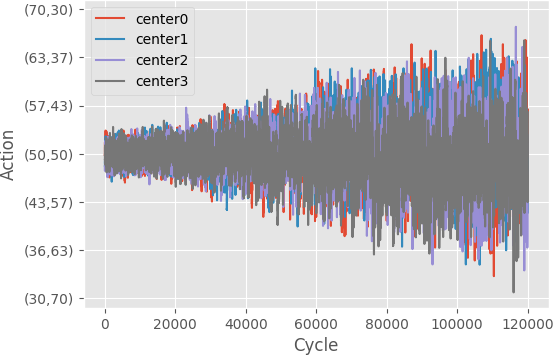 (70,30)
(63,37)
(57,43)
(50,50)
(43,57)
(36,63)
(30,70)
Action
center0
center1
center2
center3
0
20000
40000
60000
80000
100000
120000
Cycle